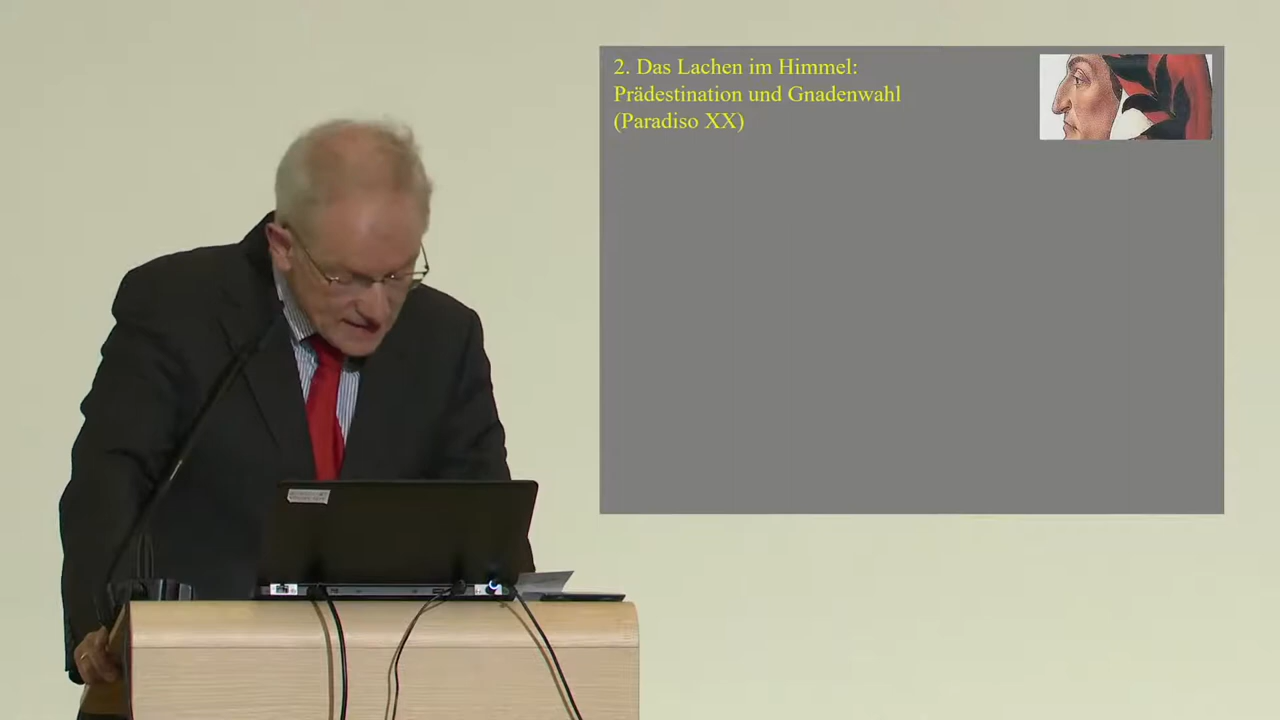 2. Das Lachen im Himmel:
Prädestination und Gnadenwahl
(Paradiso XX)